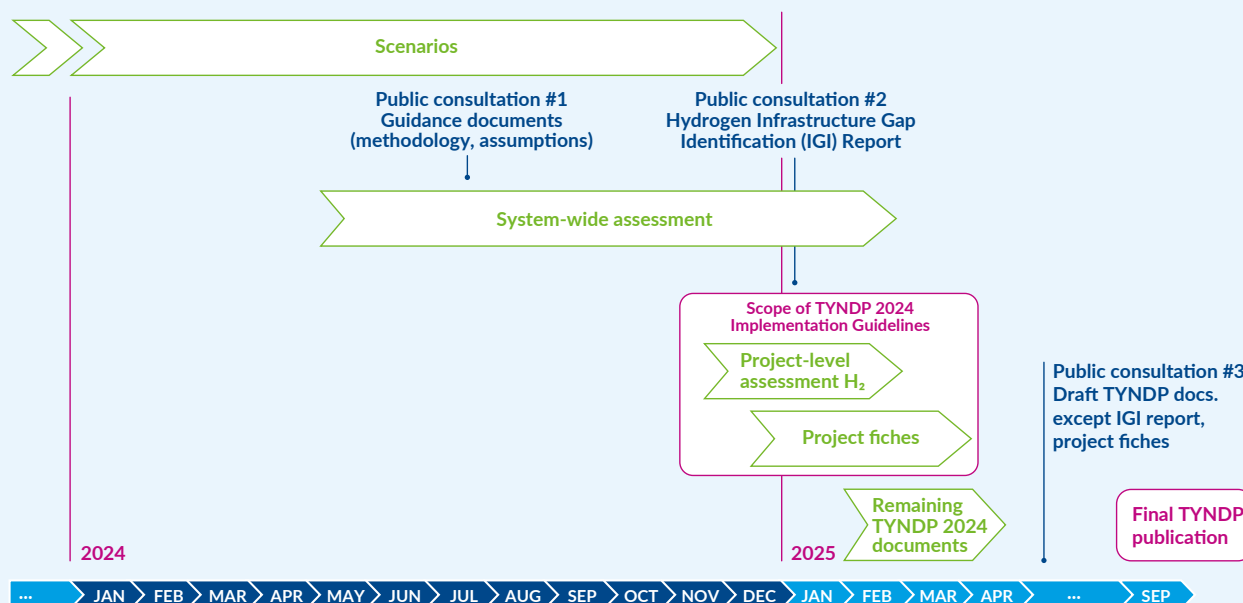 Scenarios
Public consultation #1
Guidance documents
(methodology, assumptions)
Public consultation #2
Hydrogen Infrastructure Gap
Identification (IGI) Report
System-wide assessment
Scope of TYNDP 2024
Implementation Guidelines
Project-level
assessment H₂
Project fiches
Public consultation #3
Draft TYNDP docs.
except IGI report,
project fiches
Remaining
TYNDP 2024
documents
Final TYNDP
publication
2024
2025
... JAN FEB MAR APR MAY JUN JUL AUG SEP OCT NOV DEC JAN FEB MAR APR ... SEP